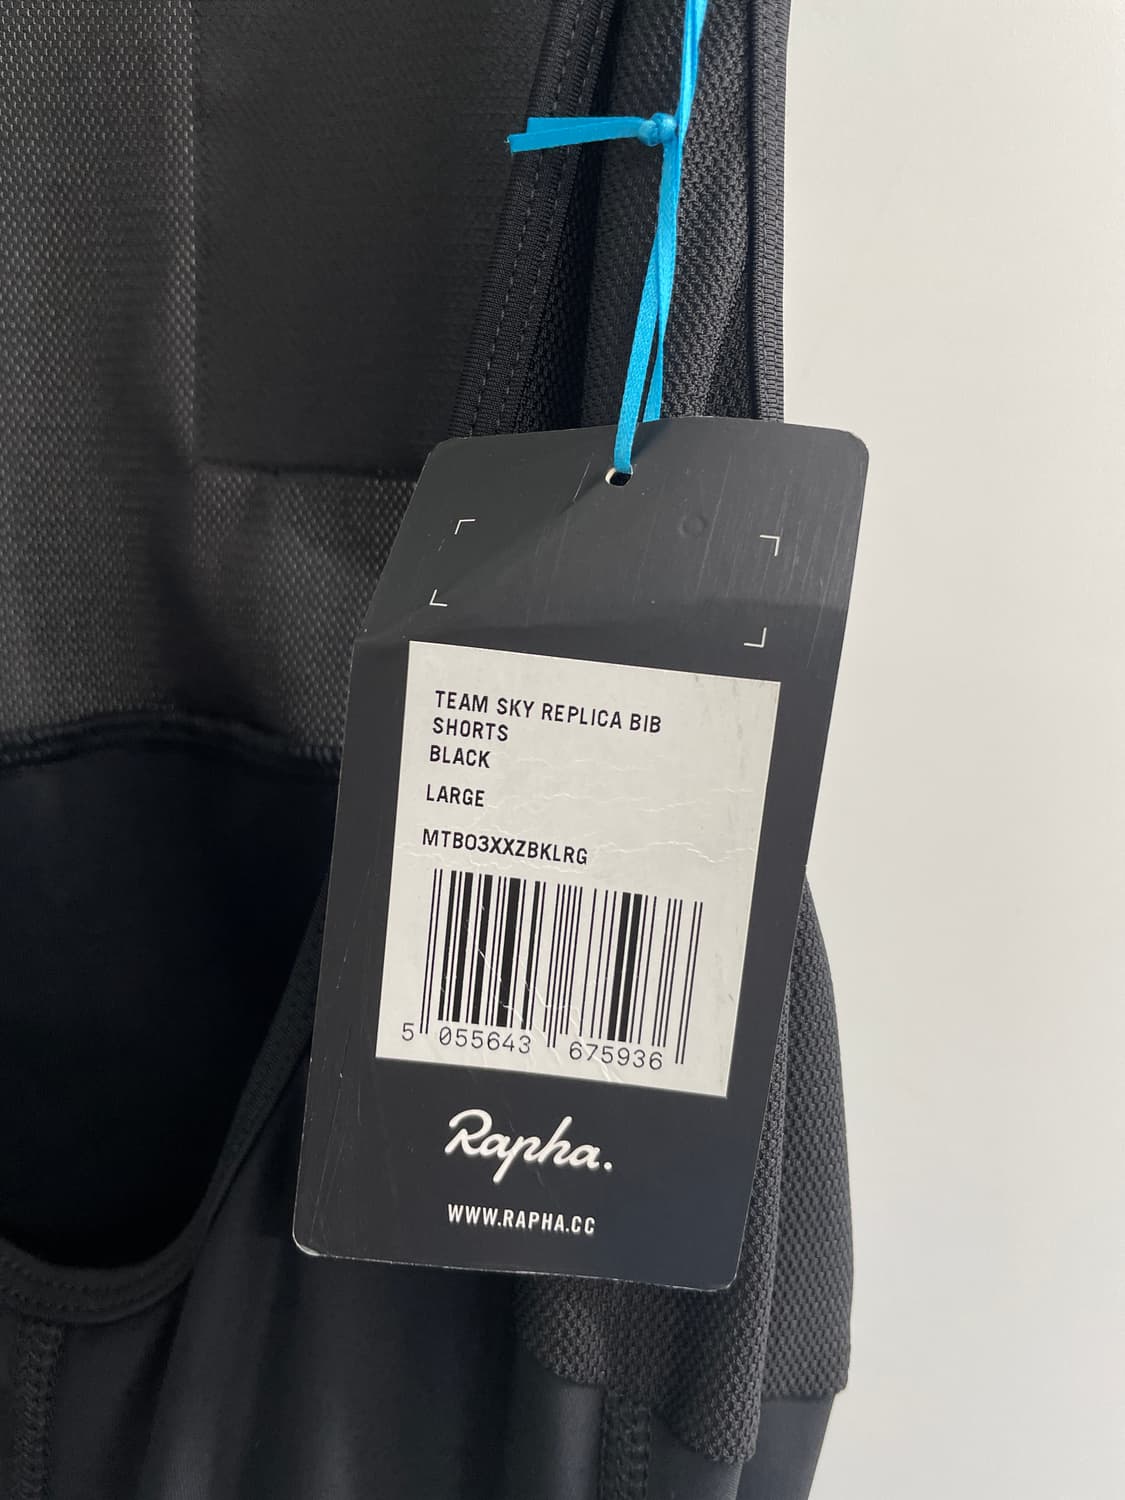 TEAM SKY REPLICA BIB
SHORTS
BLACK
LARGE
MTB03XXZBKLRG
5 055643 675936
Rapha.
WWW.RAPHA.CC